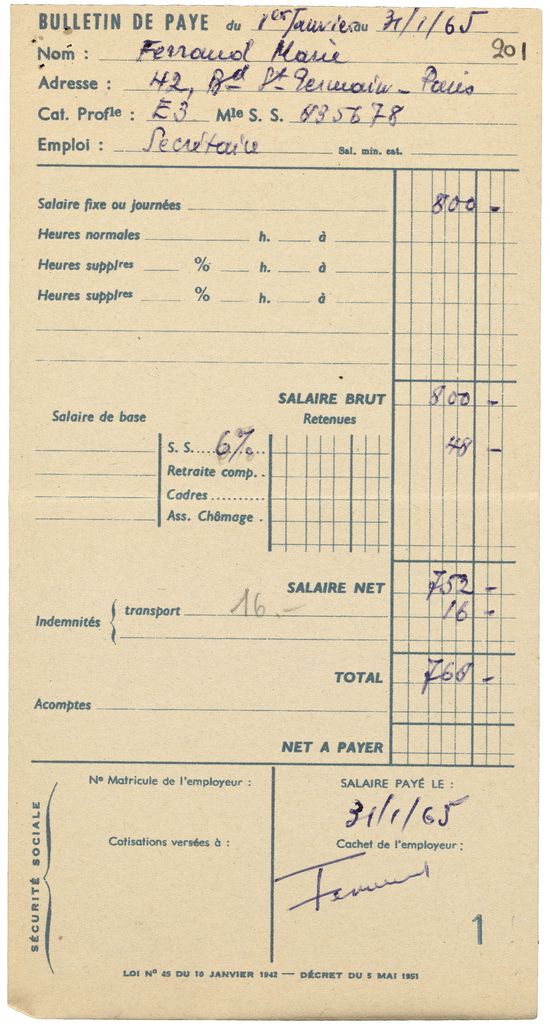 BULLETIN DE PAYE du 1er Janvier au 31/1/65
201
Nom : Ferraud Marie
Adresse : 42, Bd St Germain - Paris
Cat. Profle : E3 Mle S. S. 435678
Emploi : Secrétaire Sal. min. cat.
Salaire fixe ou journées 800 -
Heures normales h. à
Heures supplres % h. à
Heures supplres % h. à
SALAIRE BRUT 800 -
Salaire de base Retenues
S. S. 6% 48 -
Retraite comp. .
Cadres ..........
Ass. Chômage .
SALAIRE NET 752 -
Indemnités { transport 16.- 16 -
TOTAL 768 -
Acomptes
NET A PAYER
SÉCURITÉ SOCIALE
No Matricule de l'employeur :
Cotisations versées à :
SALAIRE PAYÉ LE :
31/1/65
Cachet de l'employeur :
1
LOI No 45 DU 10 JANVIER 1942 — DÉCRET DU 5 MAI 1951